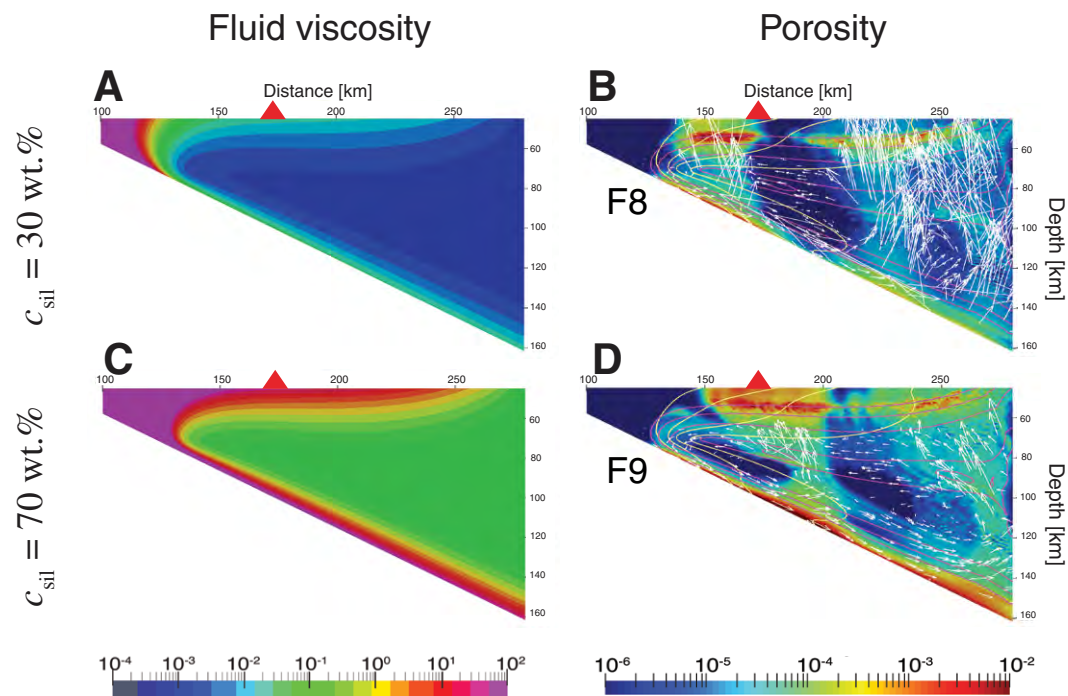 Fluid viscosity Porosity
A Distance [km] B Distance [km]
100 150 200 250 100 150 200 250
c_sil = 30 wt.%
60 80 100 120 140 160
F8
60 80 100 120 140 160
Depth [km]
C D
100 150 200 250 100 150 200 250
c_sil = 70 wt.%
60 80 100 120 140 160
F9
60 80 100 120 140 160
Depth [km]
10^-4 10^-3 10^-2 10^-1 10^0 10^1 10^2
10^-6 10^-5 10^-4 10^-3 10^-2